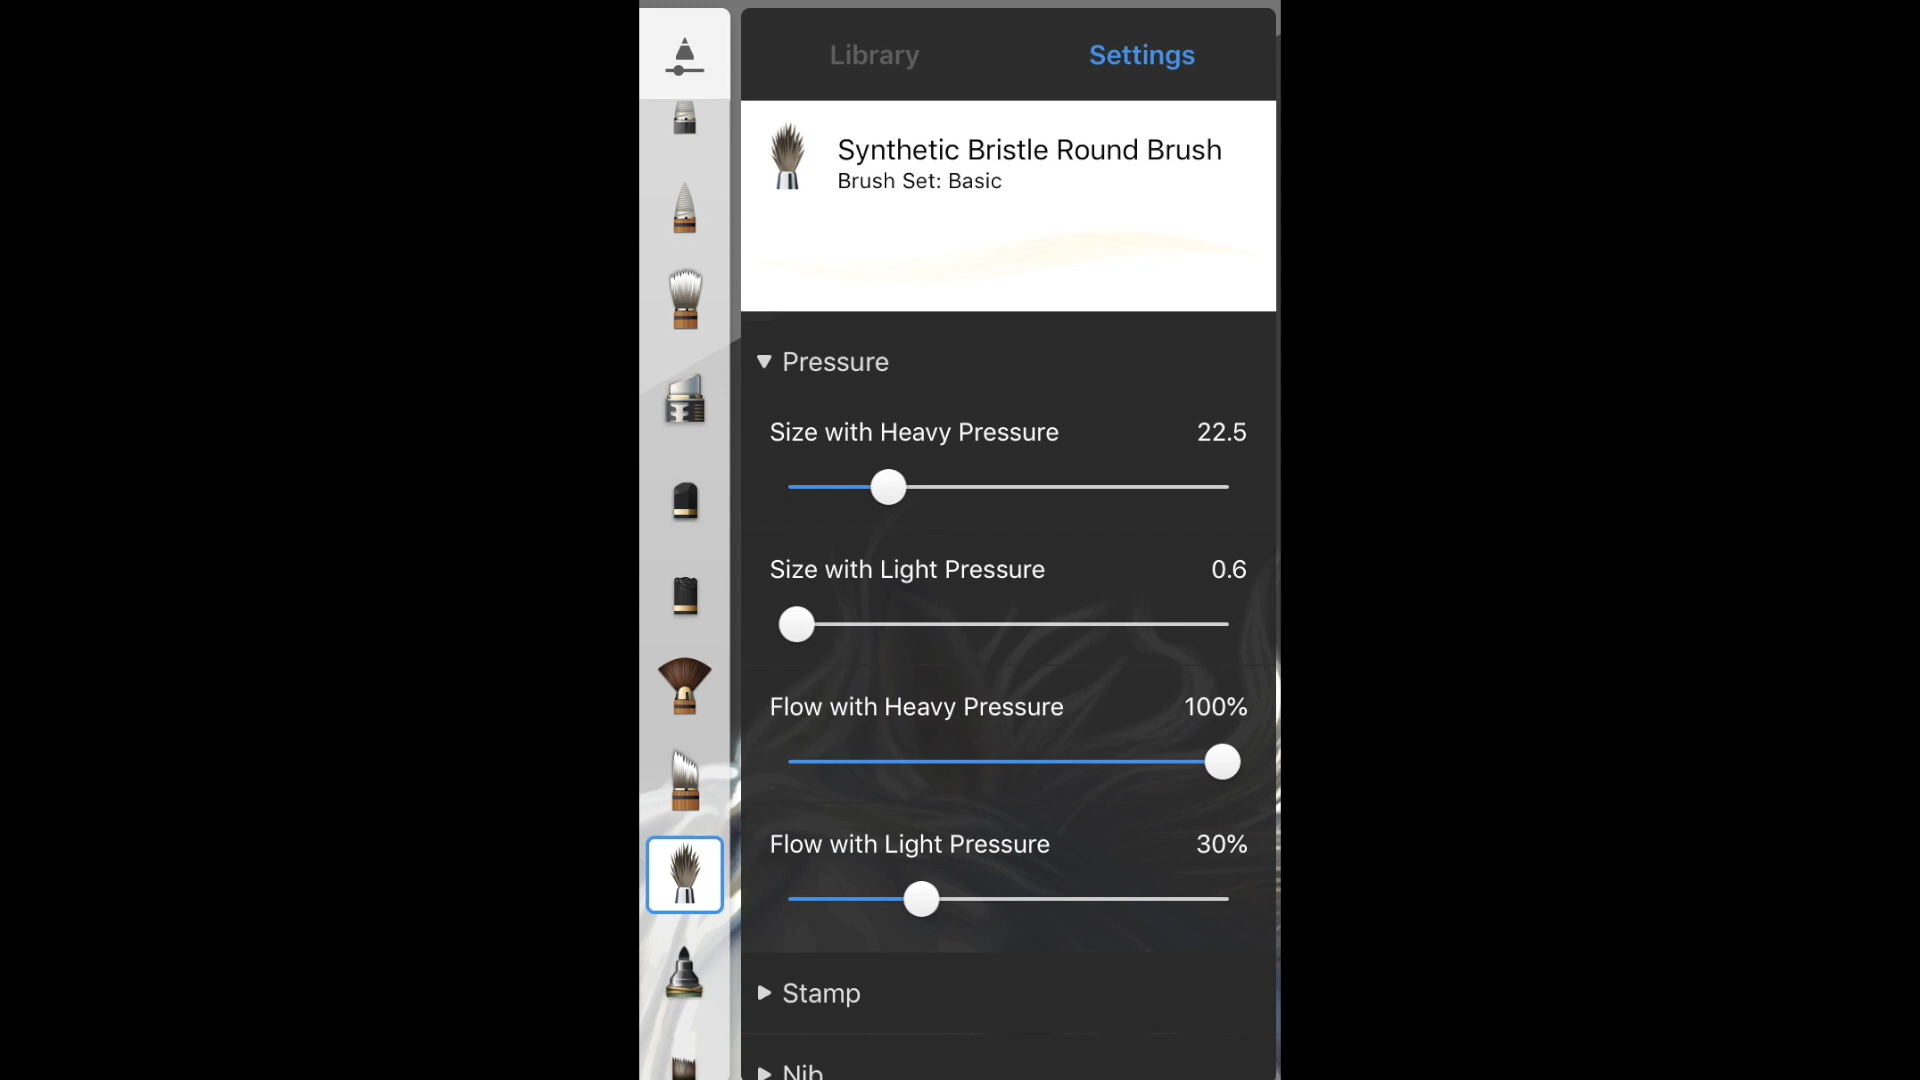 Library
Settings
Synthetic Bristle Round Brush
Brush Set: Basic
Pressure
Size with Heavy Pressure 22.5
Size with Light Pressure 0.6
Flow with Heavy Pressure 100%
Flow with Light Pressure 30%
Stamp
Nib